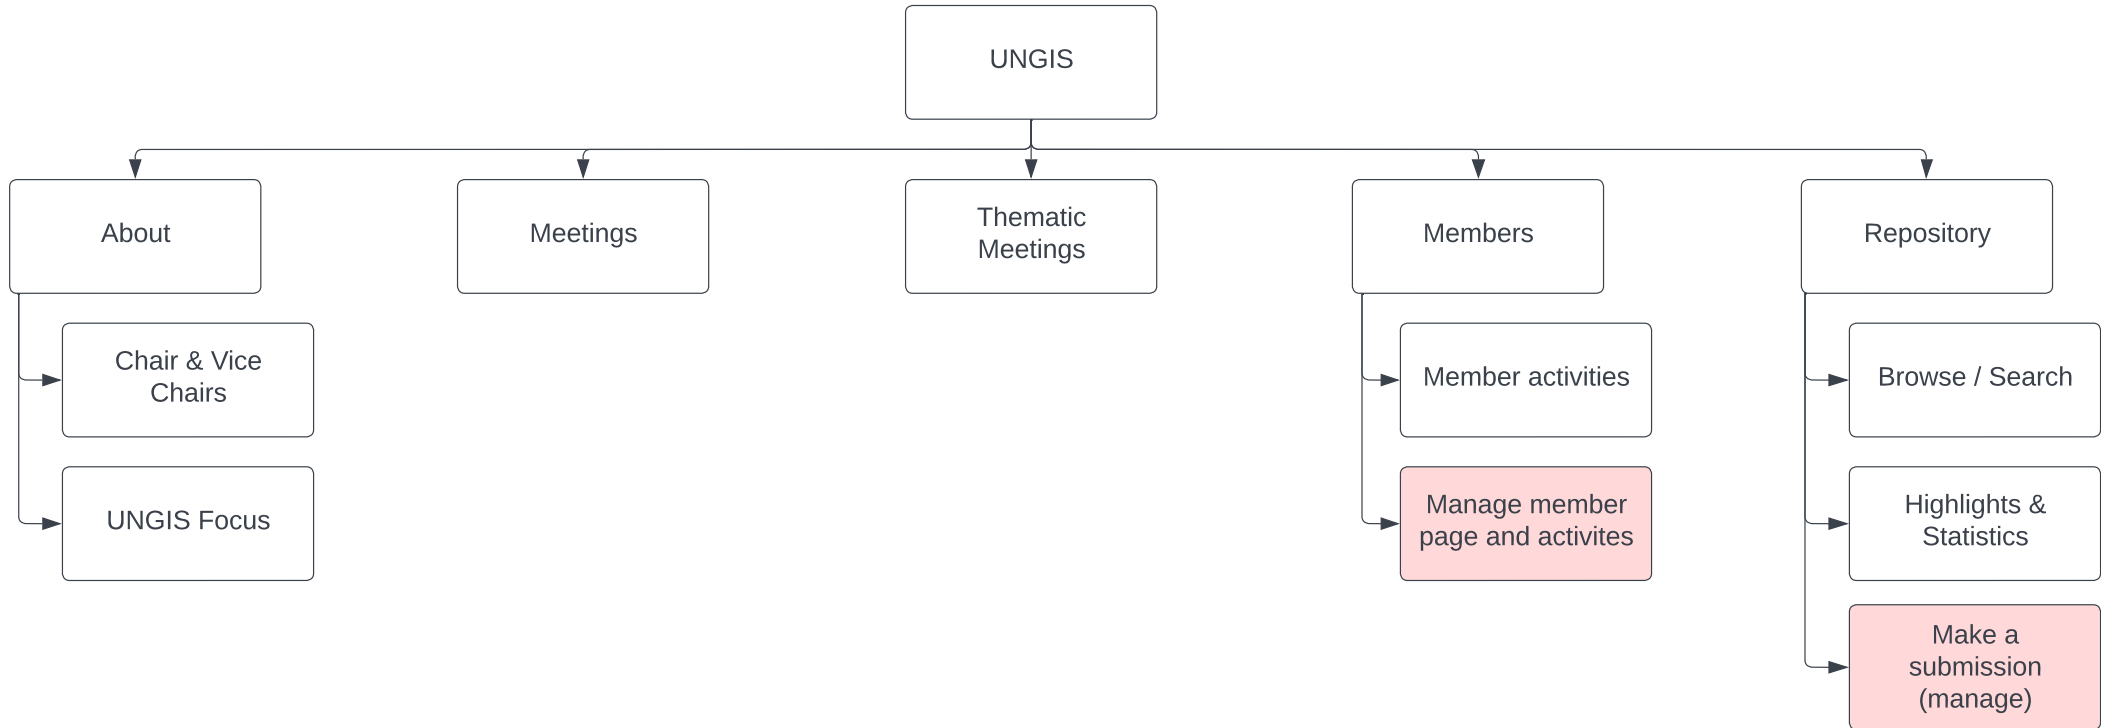 UNGIS
About
Meetings
Thematic
Meetings
Members
Repository
Chair & Vice
Chairs
UNGIS Focus
Member activities
Manage member
page and activites
Browse / Search
Highlights &
Statistics
Make a
submission
(manage)